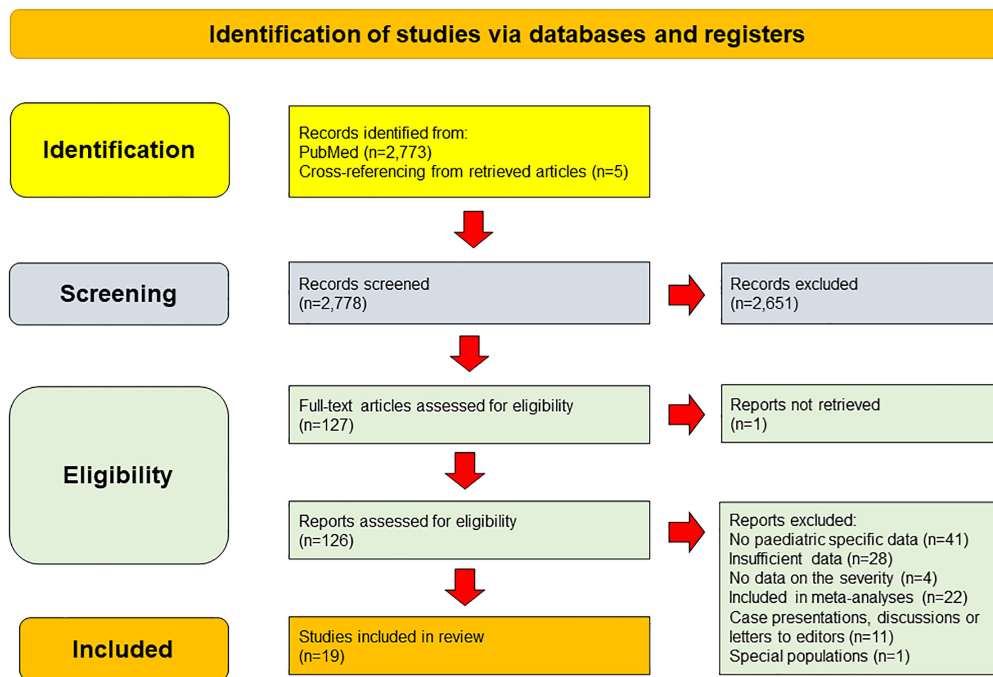 Identification of studies via databases and registers
Identification
Records identified from:
PubMed (n=2,773)
Cross-referencing from retrieved articles (n=5)
Screening
Records screened
(n=2,778)
Records excluded
(n=2,651)
Eligibility
Full-text articles assessed for eligibility
(n=127)
Reports not retrieved
(n=1)
Reports assessed for eligibility
(n=126)
Reports excluded:
No paediatric specific data (n=41)
Insufficient data (n=28)
No data on the severity (n=4)
Included in meta-analyses (n=22)
Case presentations, discussions or
letters to editors (n=11)
Special populations (n=1)
Included
Studies included in review
(n=19)